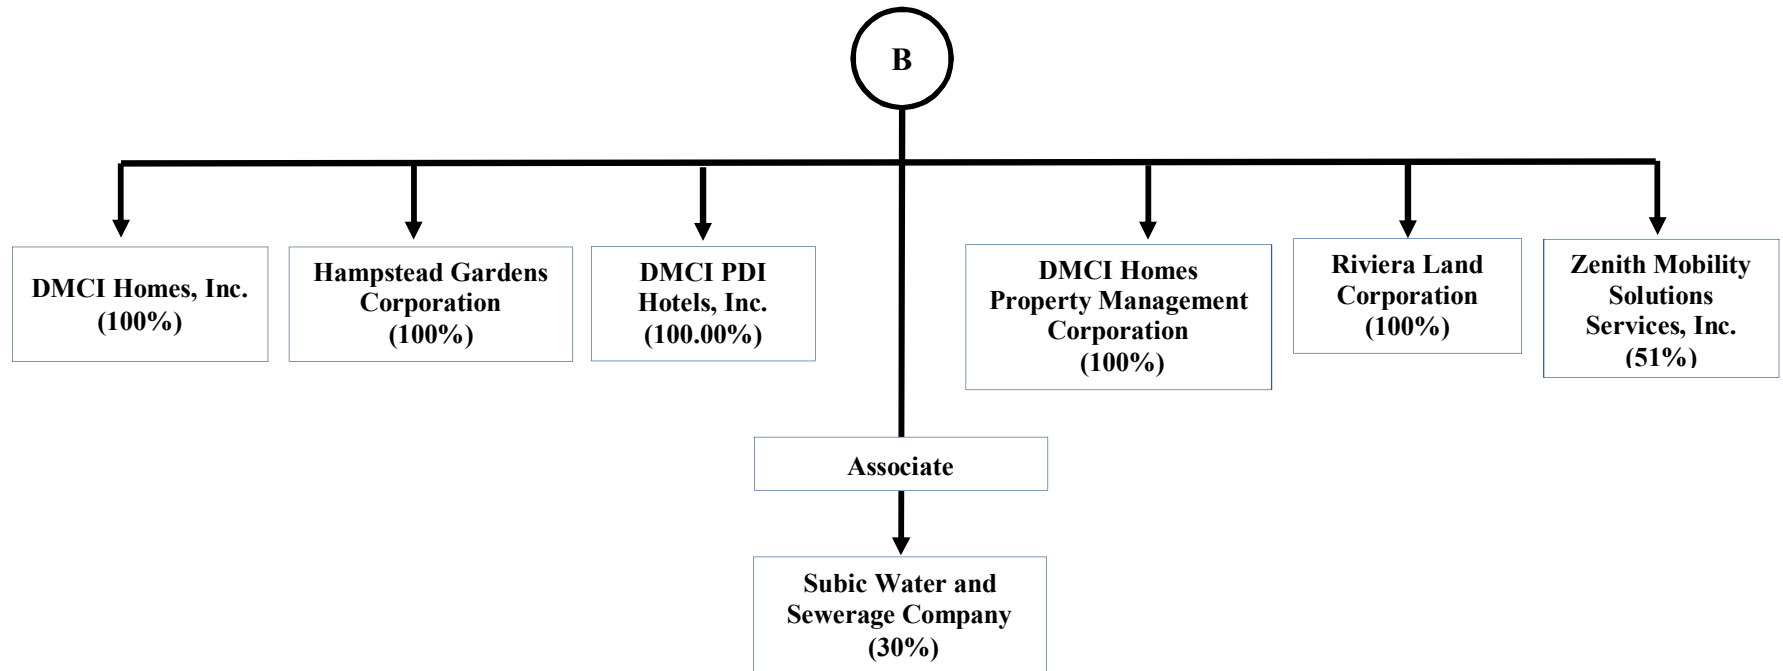 B
DMCI Homes, Inc.
(100%)
Hampstead Gardens
Corporation
(100%)
DMCI PDI
Hotels, Inc.
(100.00%)
DMCI Homes
Property Management
Corporation
(100%)
Riviera Land
Corporation
(100%)
Zenith Mobility
Solutions
Services, Inc.
(51%)
Associate
Subic Water and
Sewerage Company
(30%)